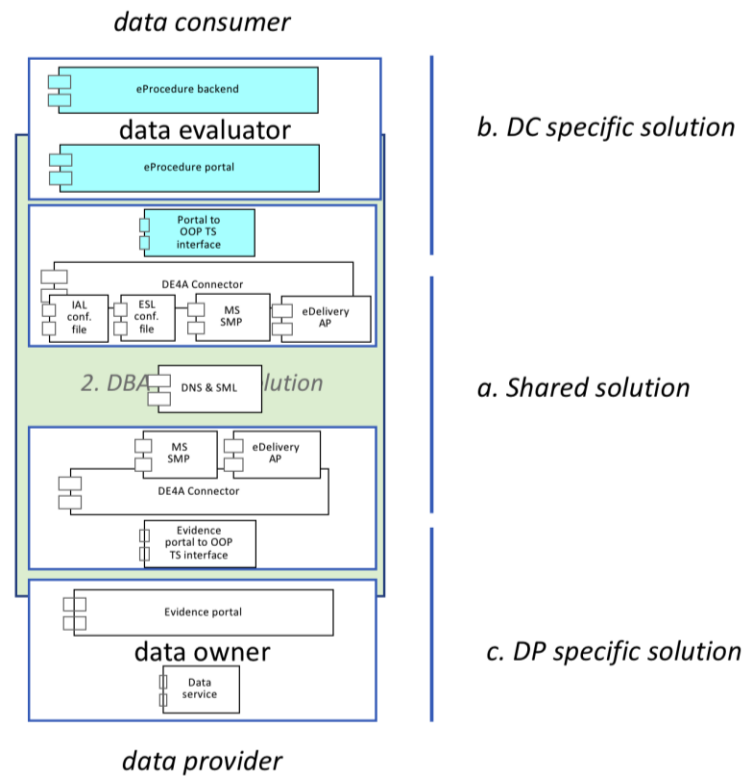 data consumer
eProcedure backend
data evaluator
eProcedure portal
b. DC specific solution
Portal to
OOP TS
interface
DE4A Connector
IAL
conf.
file
ESL
conf.
file
MS
SMP
eDelivery
AP
2. DBA
lution
DNS & SML
a. Shared solution
MS
SMP
eDelivery
AP
DE4A Connector
Evidence
portal to OOP
TS interface
Evidence portal
data owner
Data
service
c. DP specific solution
data provider